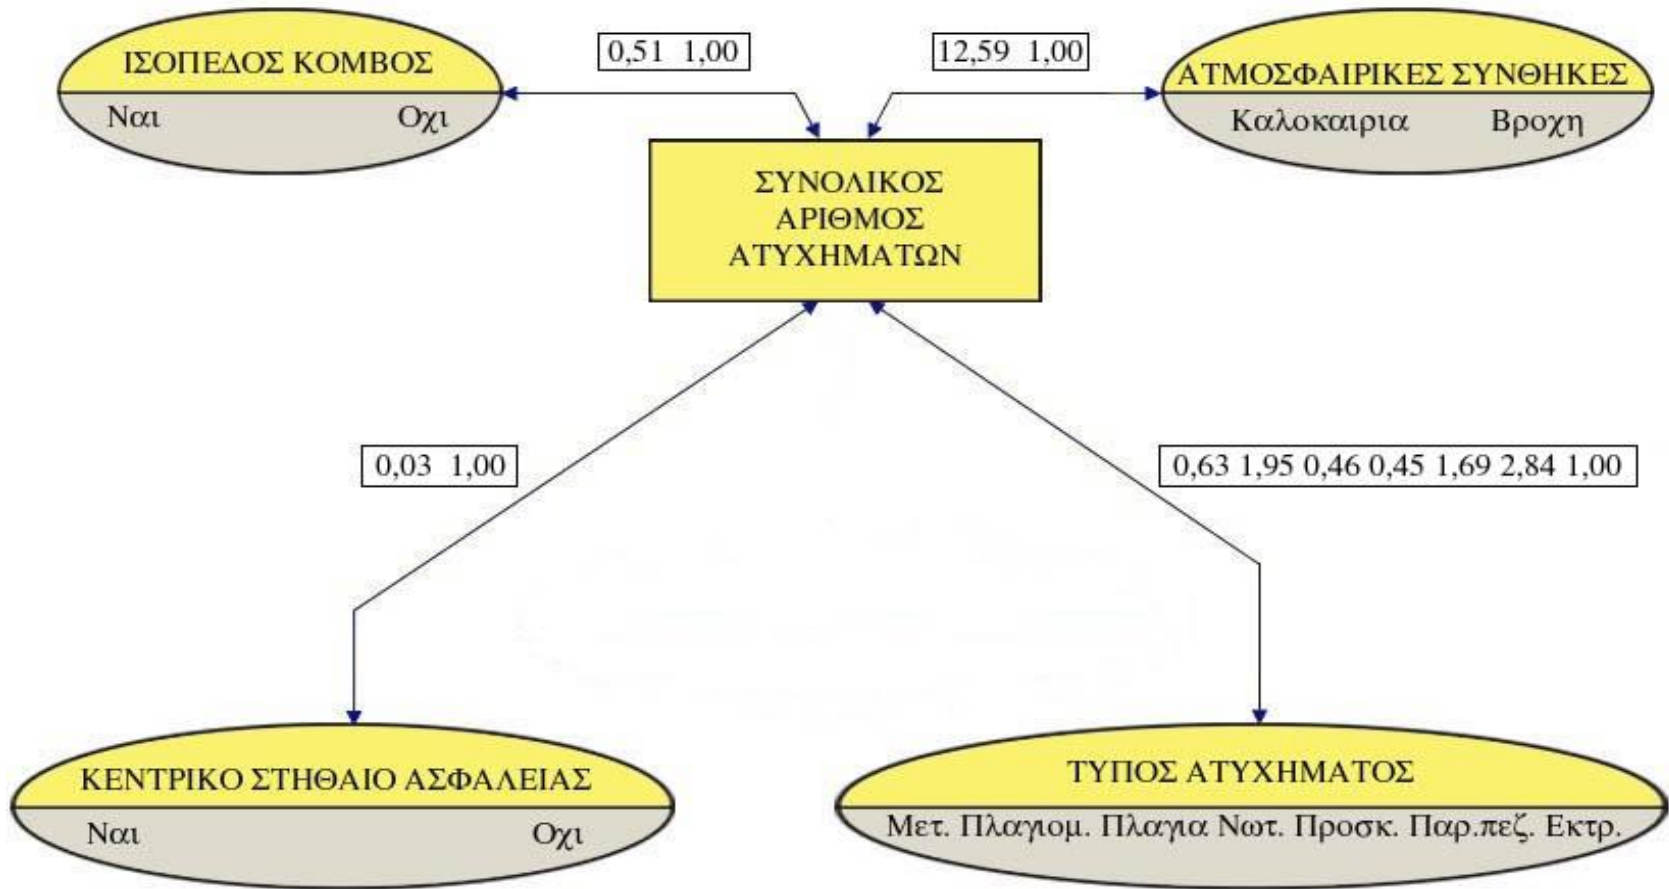 ΙΣΟΠΕΔΟΣ ΚΟΜΒΟΣ
Ναι Οχι
0,51 1,00
12,59 1,00
ΑΤΜΟΣΦΑΙΡΙΚΕΣ ΣΥΝΘΗΚΕΣ
Καλοκαιρια Βροχη
ΣΥΝΟΛΙΚΟΣ
ΑΡΙΘΜΟΣ
ΑΤΥΧΗΜΑΤΩΝ
0,03 1,00
0,63 1,95 0,46 0,45 1,69 2,84 1,00
ΚΕΝΤΡΙΚΟ ΣΤΗΘΑΙΟ ΑΣΦΑΛΕΙΑΣ
Ναι Οχι
ΤΥΠΟΣ ΑΤΥΧΗΜΑΤΟΣ
Μετ. Πλαγιομ. Πλαγια Νωτ. Προσκ. Παρ.πεζ. Εκτρ.